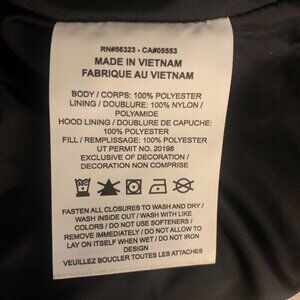 RN#56323 - CA#05553
MADE IN VIETNAM
FABRIQUE AU VIETNAM
BODY / CORPS: 100% POLYESTER
LINING / DOUBLURE: 100% NYLON /
POLYAMIDE
HOOD LINING / DOUBLURE DE CAPUCHE:
100% POLYESTER
FILL / REMPLISSAGE: 100% POLYESTER
UT PERMIT NO. 20198
EXCLUSIVE OF DECORATION /
DECORATION NON COMPRISE
FASTEN ALL CLOSURES TO WASH AND DRY /
WASH INSIDE OUT / WASH WITH LIKE
COLORS / DO NOT USE SOFTENERS /
REMOVE IMMEDIATELY / DO NOT ALLOW TO
LAY ON ITSELF WHEN WET / DO NOT IRON
DESIGN
VEUILLEZ BOUCLER TOUTES LES ATTACHES